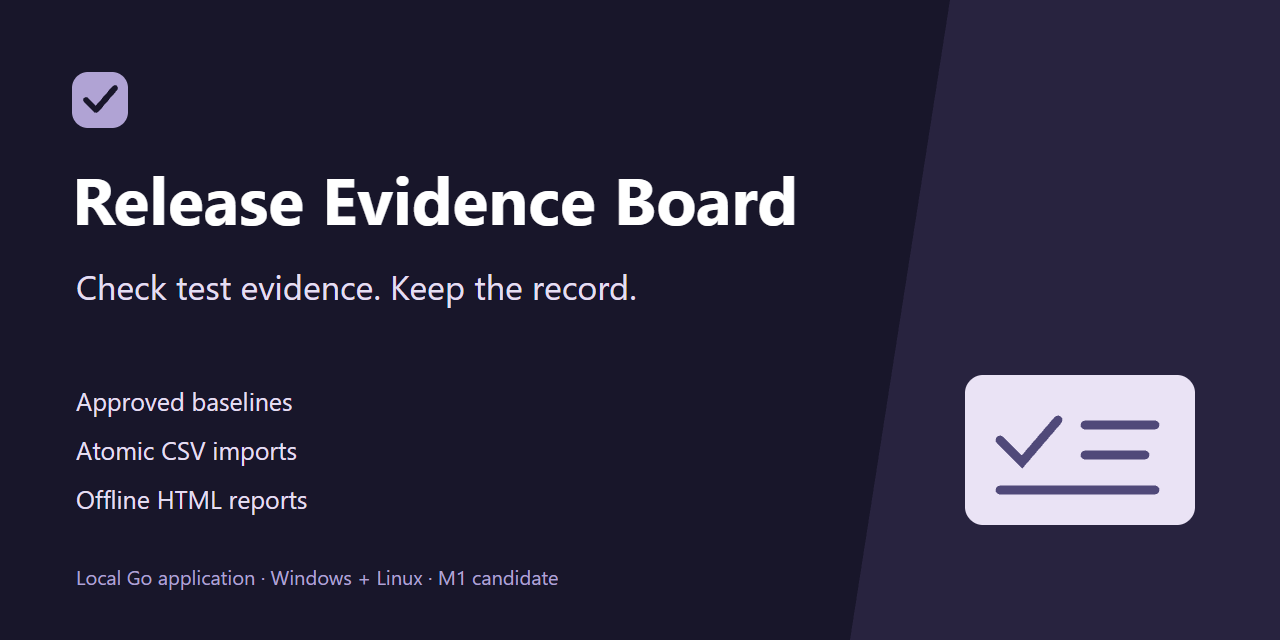 Release Evidence Board
Check test evidence. Keep the record.
Approved baselines
Atomic CSV imports
Offline HTML reports
Local Go application · Windows + Linux · M1 candidate